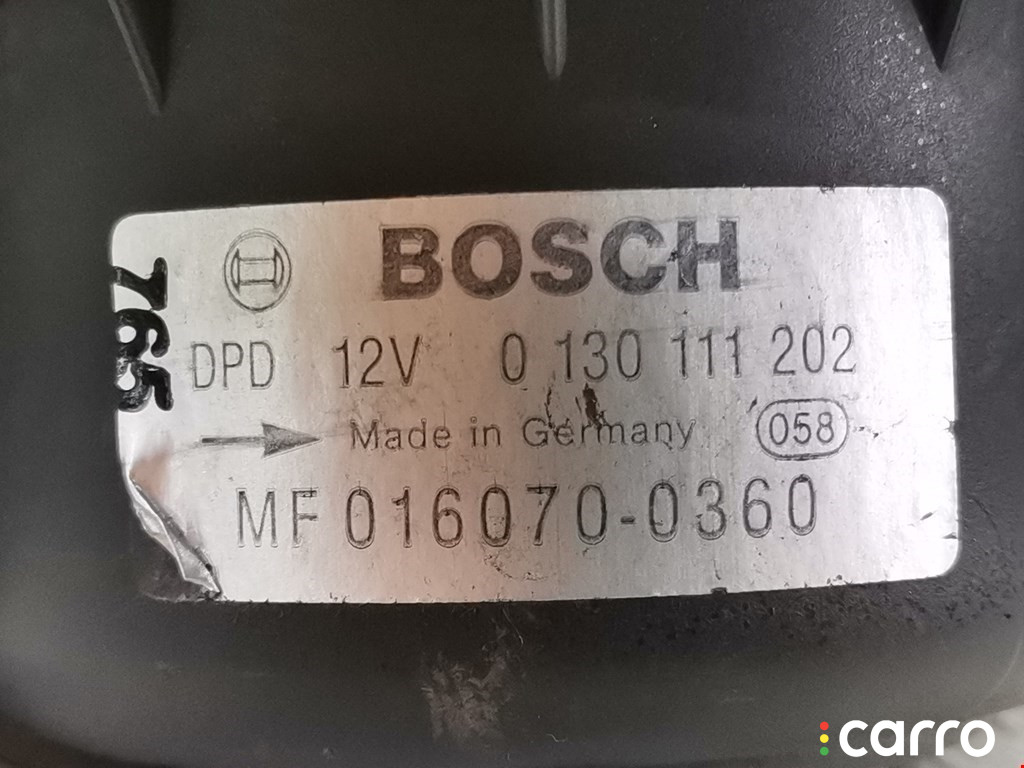 BOSCH
765
DPD 12V 0 130 111 202
Made in Germany 058
MF 016070-0360
carro